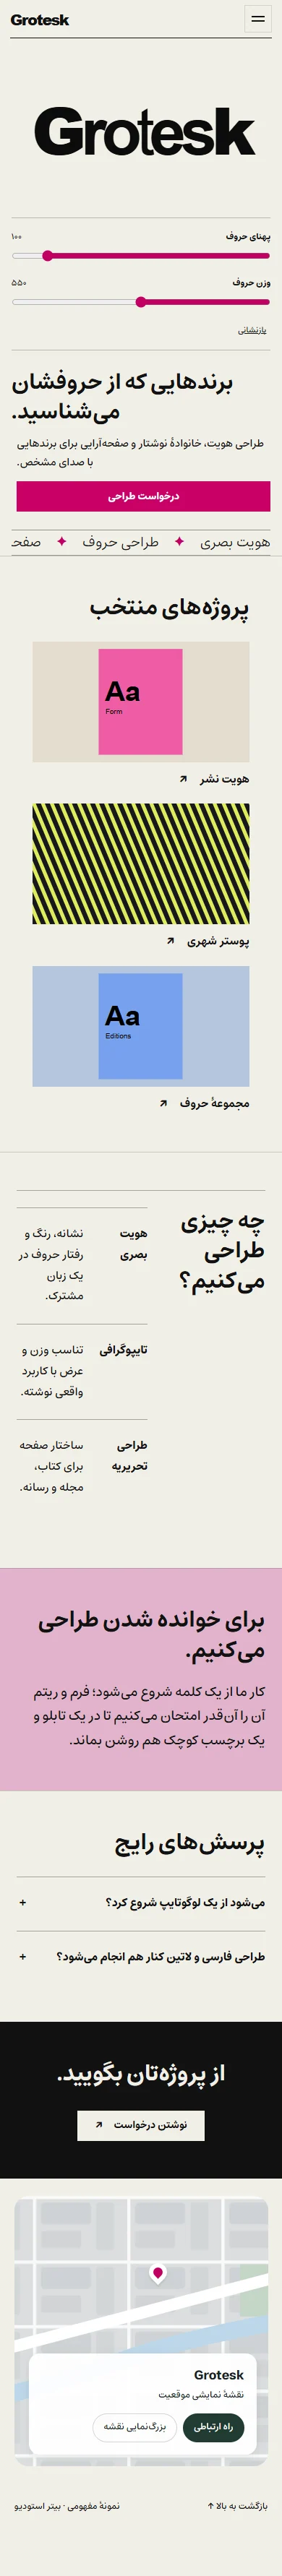 Grotesk
Grotesk
پهنای حروف
۱۰۰
وزن حروف
۵۵۰
بازنشانی
برندهایی که از حروفشان
می‌شناسید.
طراحی هویت، خانوادهٔ نوشتار و صفحه‌آرایی برای برندهایی
با صدای مشخص.
درخواست طراحی
هویت بصری ✦ طراحی حروف ✦ صفحـ
پروژه‌های منتخب
Aa
Form
هویت نشر ↗
پوستر شهری ↗
Aa
Editions
مجموعهٔ حروف ↗
چه چیزی
طراحی
می‌کنیم؟
هویت
بصری
نشانه، رنگ و
رفتار حروف در
یک زبان
مشترک.
تایپوگرافی
تناسب وزن و
عرض با کاربرد
واقعی نوشته.
طراحی
تحریریه
ساختار صفحه
برای کتاب،
مجله و رسانه.
برای خوانده شدن طراحی
می‌کنیم.
کار ما از یک کلمه شروع می‌شود؛ فرم و ریتم
آن را آن‌قدر امتحان می‌کنیم تا در یک تابلو و
یک برچسب کوچک هم روشن بماند.
پرسش‌های رایج
می‌شود از یک لوگوتایپ شروع کرد؟ +
طراحی فارسی و لاتین کنار هم انجام می‌شود؟ +
از پروژه‌تان بگویید.
نوشتن درخواست ↗
Grotesk
نقشهٔ نمایشی موقعیت
راه ارتباطی
بزرگ‌نمایی نقشه
بازگشت به بالا ↑
نمونهٔ مفهومی · بیتر استودیو